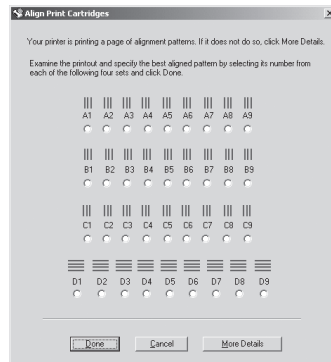 Align Print Cartridges
Your printer is printing a page of alignment patterns. If it does not do so, click More Details.
Examine the printout and specify the best aligned pattern by selecting its number from
each of the following four sets and click Done.
A1 A2 A3 A4 A5 A6 A7 A8 A9
B1 B2 B3 B4 B5 B6 B7 B8 B9
C1 C2 C3 C4 C5 C6 C7 C8 C9
D1 D2 D3 D4 D5 D6 D7 D8 D9
Done Cancel More Details